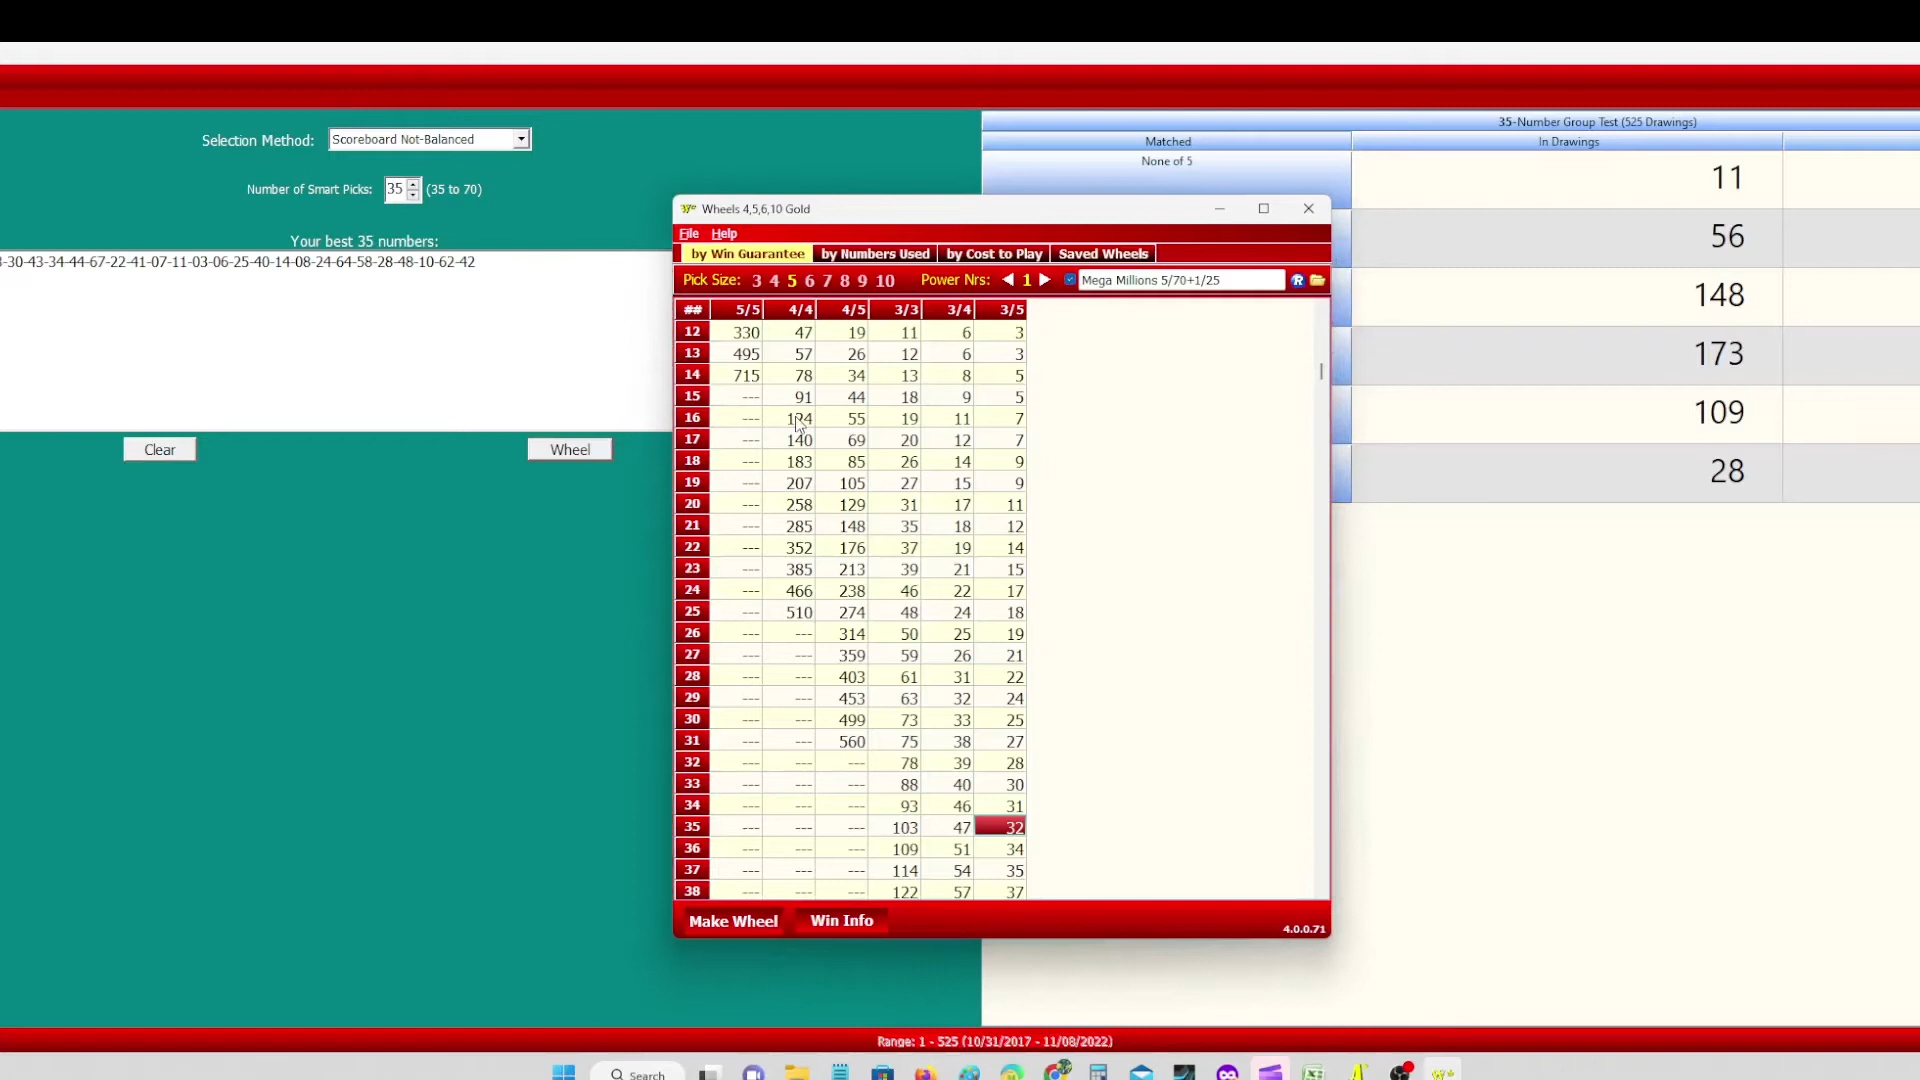 Selection Method: Scoreboard Not-Balanced
Number of Smart Picks: 35 (35 to 70)
Your best 35 numbers:
-30-43-34-44-67-22-41-07-11-03-06-25-40-14-08-24-64-58-28-48-10-62-42
Clear
Wheel
35-Number Group Test (525 Drawings)
Matched In Drawings
None of 5 11
56
148
173
109
28
Wheels 4,5,6,10 Gold
File Help
by Win Guarantee by Numbers Used by Cost to Play Saved Wheels
Pick Size: 3 4 5 6 7 8 9 10 Power Nrs: 1 Mega Millions 5/70+1/25 R
## 5/5 4/4 4/5 3/3 3/4 3/5
12 330 47 19 11 6 3
13 495 57 26 12 6 3
14 715 78 34 13 8 5
15 --- 91 44 18 9 5
16 --- 124 55 19 11 7
17 --- 140 69 20 12 7
18 --- 183 85 26 14 9
19 --- 207 105 27 15 9
20 --- 258 129 31 17 11
21 --- 285 148 35 18 12
22 --- 352 176 37 19 14
23 --- 385 213 39 21 15
24 --- 466 238 46 22 17
25 --- 510 274 48 24 18
26 --- --- 314 50 25 19
27 --- --- 359 59 26 21
28 --- --- 403 61 31 22
29 --- --- 453 63 32 24
30 --- --- 499 73 33 25
31 --- --- 560 75 38 27
32 --- --- --- 78 39 28
33 --- --- --- 88 40 30
34 --- --- --- 93 46 31
35 --- --- --- 103 47 32
36 --- --- --- 109 51 34
37 --- --- --- 114 54 35
38 --- --- --- 122 57 37
Make Wheel Win Info
4.0.0.71
Range: 1 - 525 (10/31/2017 - 11/08/2022)
Search